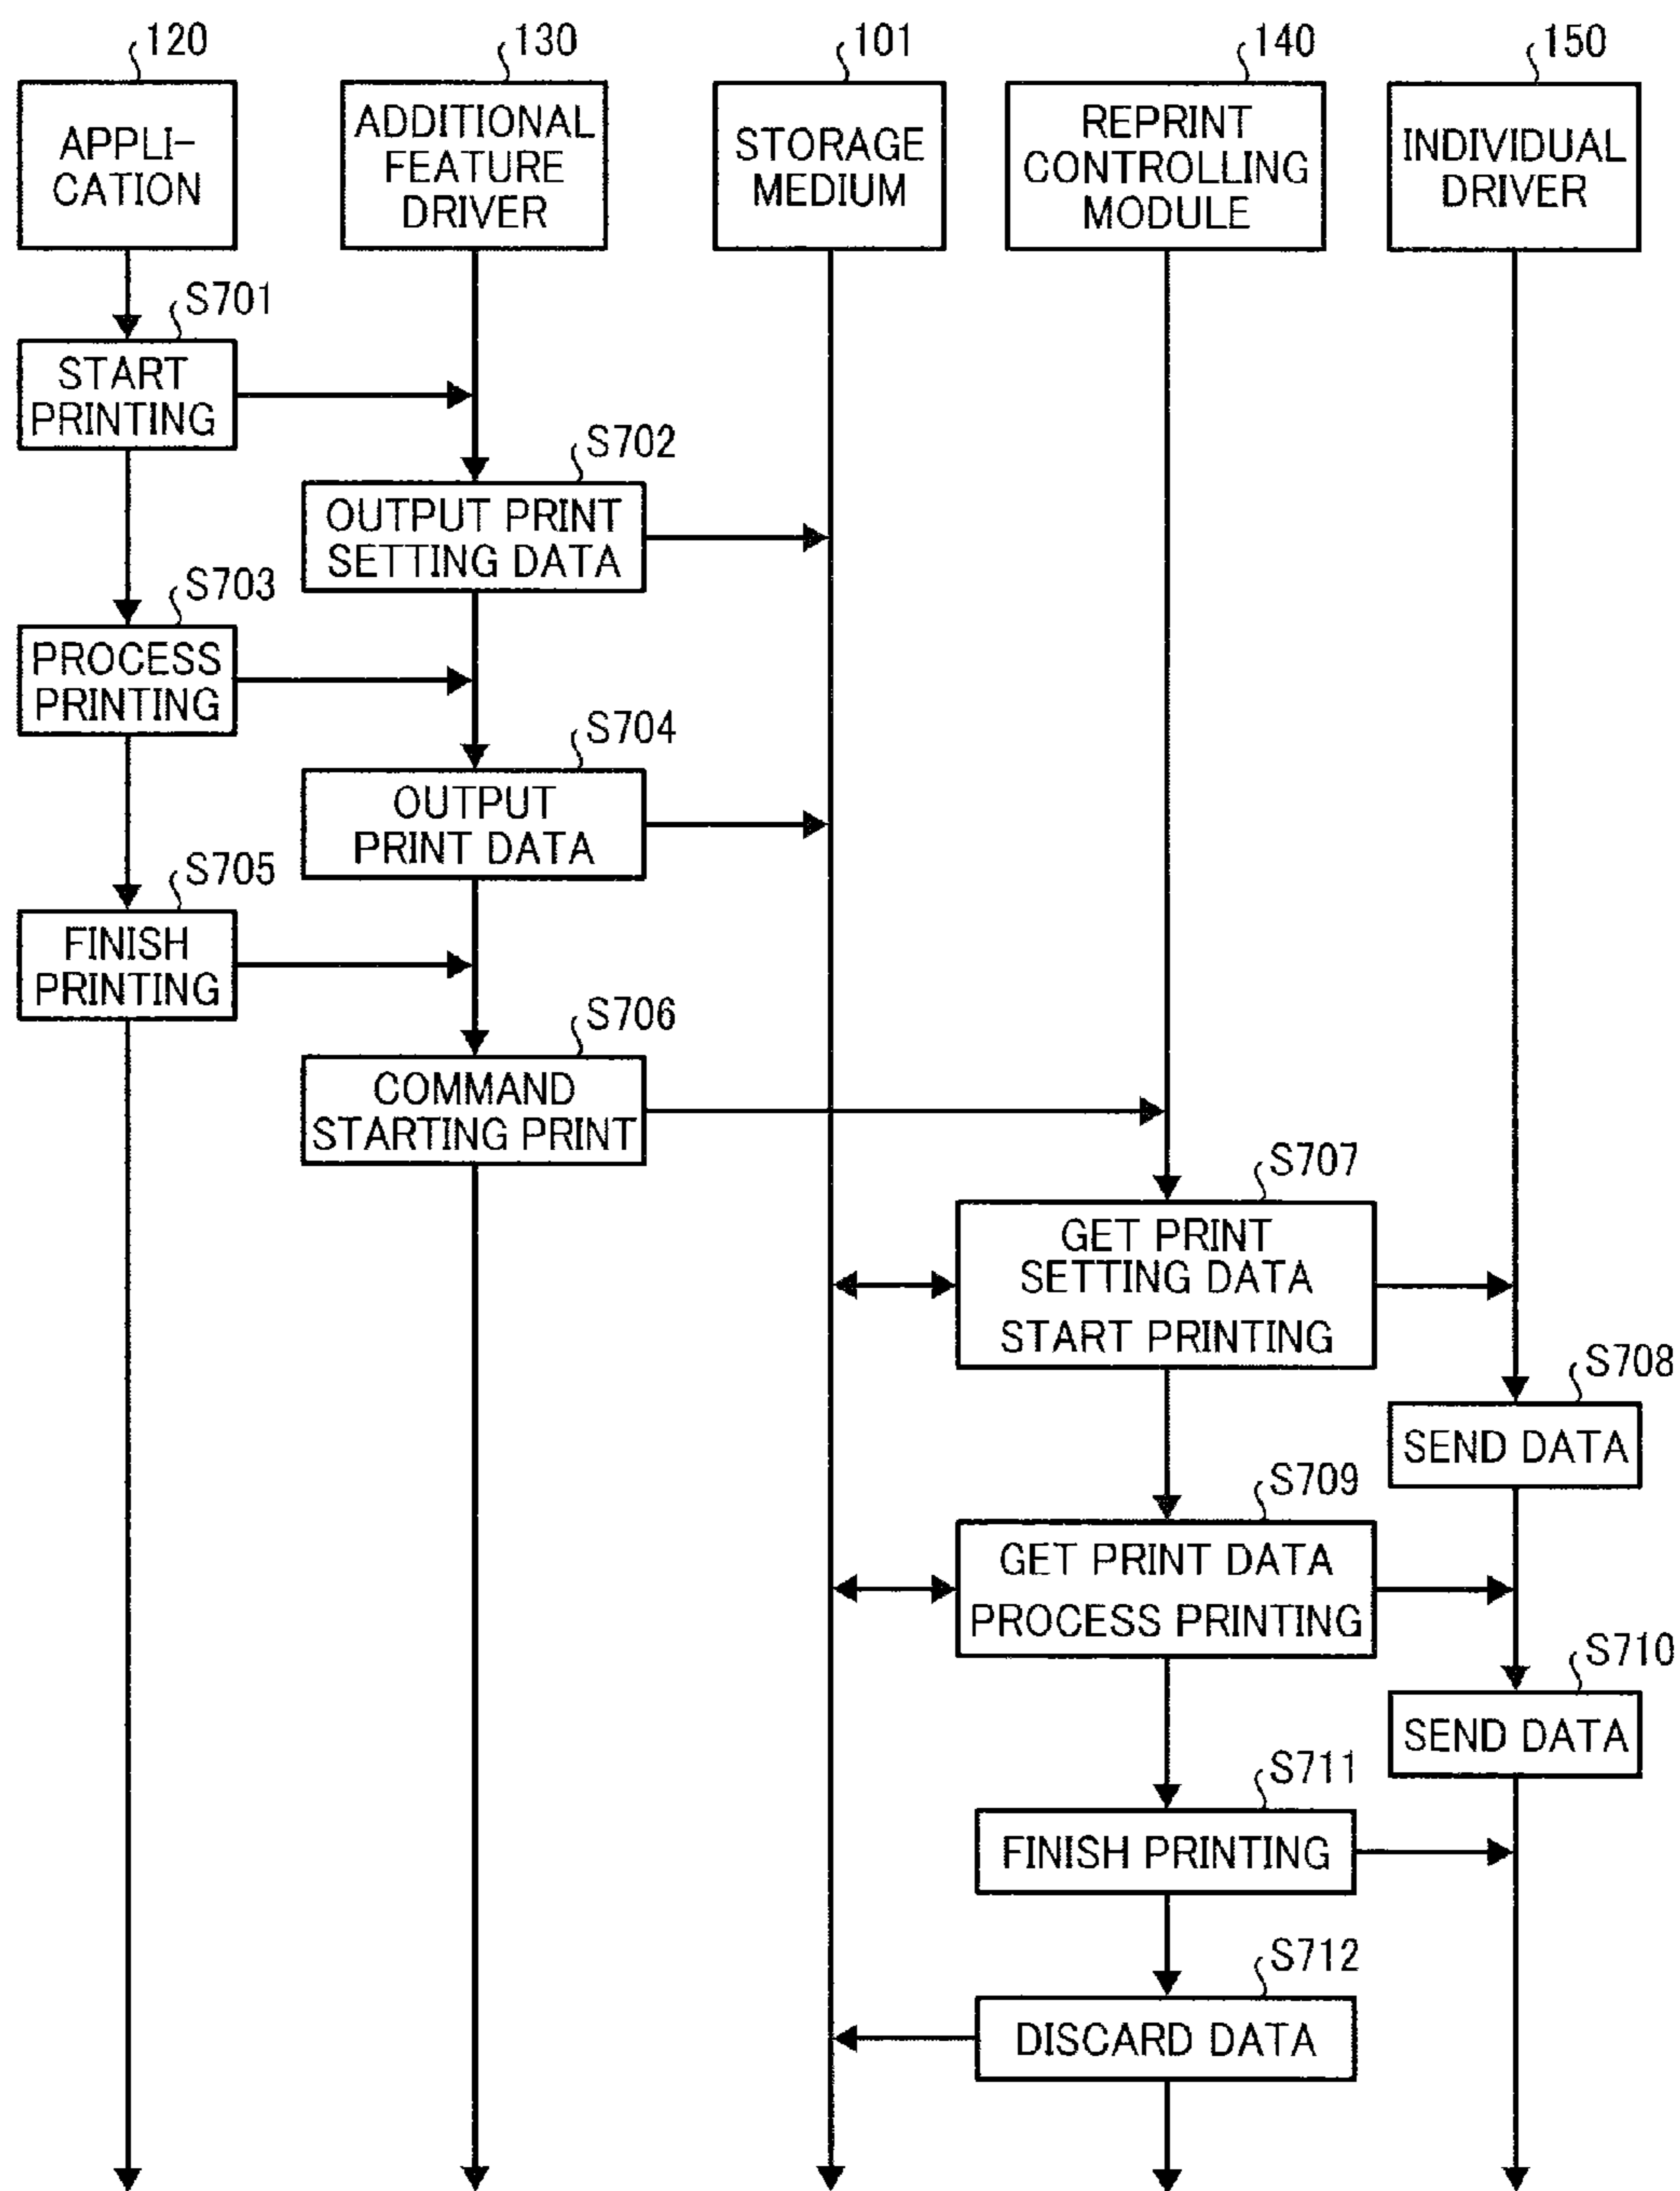 120
130
101
140
150
APPLI-
CATION
ADDITIONAL
FEATURE
DRIVER
STORAGE
MEDIUM
REPRINT
CONTROLLING
MODULE
INDIVIDUAL
DRIVER
S701
START
PRINTING
S702
OUTPUT PRINT
SETTING DATA
S703
PROCESS
PRINTING
S704
OUTPUT
PRINT DATA
S705
FINISH
PRINTING
S706
COMMAND
STARTING PRINT
S707
GET PRINT
SETTING DATA
START PRINTING
S708
SEND DATA
S709
GET PRINT DATA
PROCESS PRINTING
S710
SEND DATA
S711
FINISH PRINTING
S712
DISCARD DATA